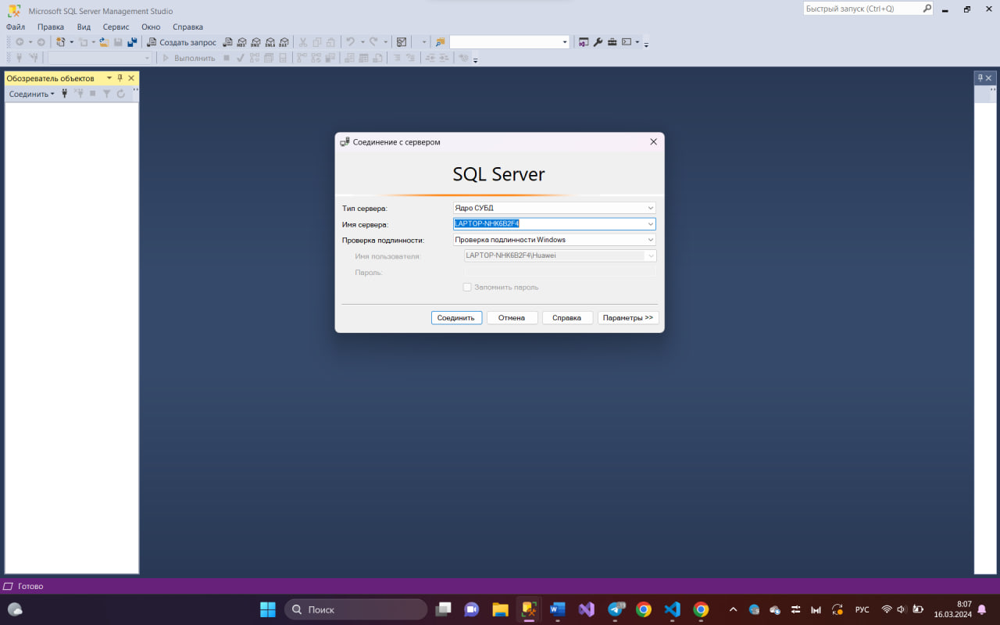 Microsoft SQL Server Management Studio
Быстрый запуск (Ctrl+Q)
Файл Правка Вид Сервис Окно Справка
Создать запрос
Выполнить
Обозреватель объектов
Соединить
Соединение с сервером
SQL Server
Тип сервера: Ядро СУБД
Имя сервера: LAPTOP-NHK6B2F4
Проверка подлинности: Проверка подлинности Windows
Имя пользователя: LAPTOP-NHK6B2F4\Huawei
Пароль:
Запомнить пароль
Соединить Отмена Справка Параметры >>
Готово
Поиск
РУС
8:07
16.03.2024